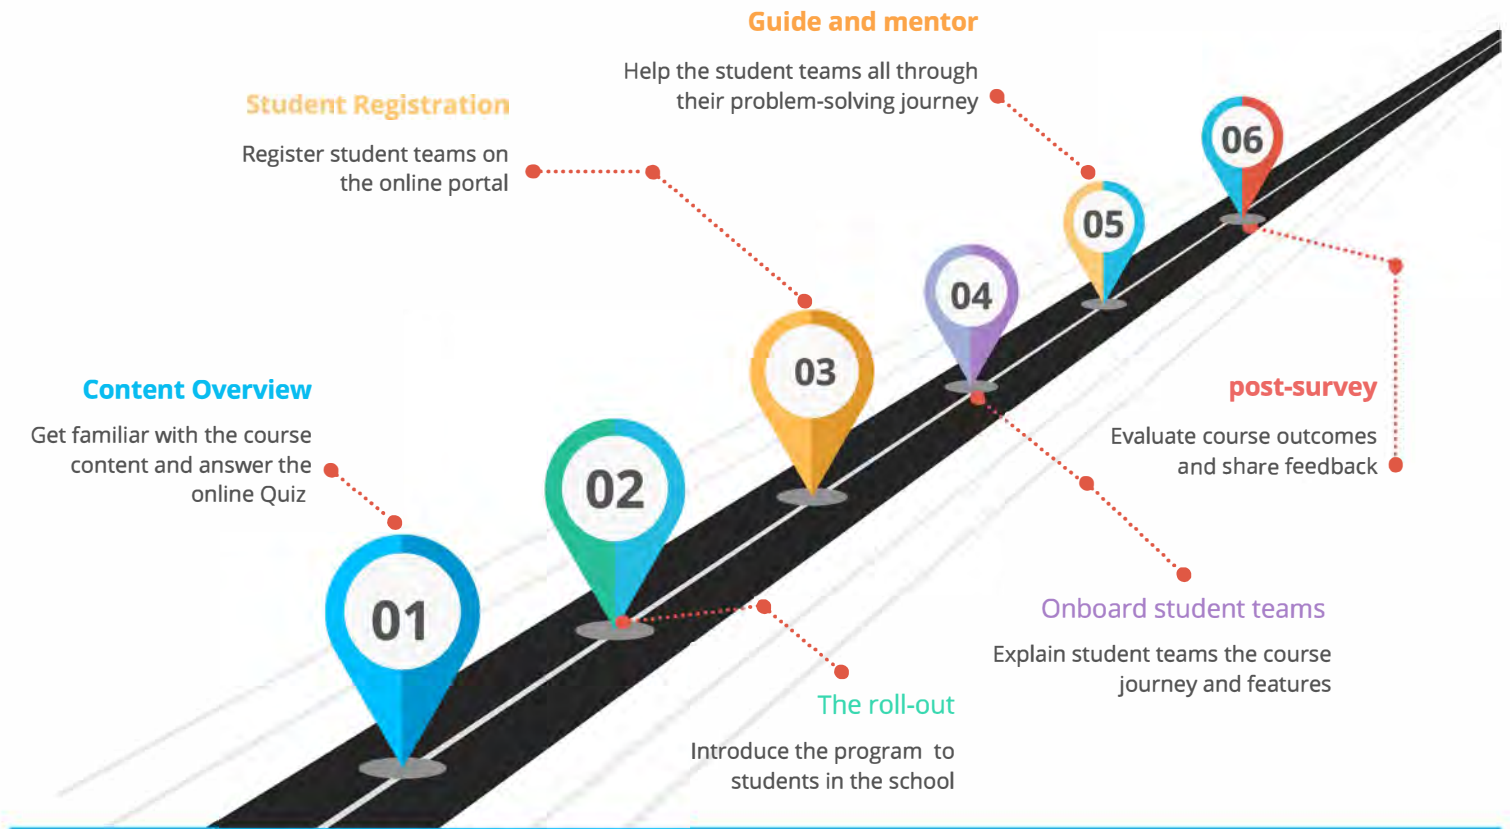 Guide and mentor
Help the student teams all through
their problem-solving journey
Student Registration
Register student teams on
the online portal
06
05
04
03
Content Overview
Get familiar with the course
content and answer the
online Quiz
post-survey
Evaluate course outcomes
and share feedback
02
01
Onboard student teams
Explain student teams the course
journey and features
The roll-out
Introduce the program to
students in the school